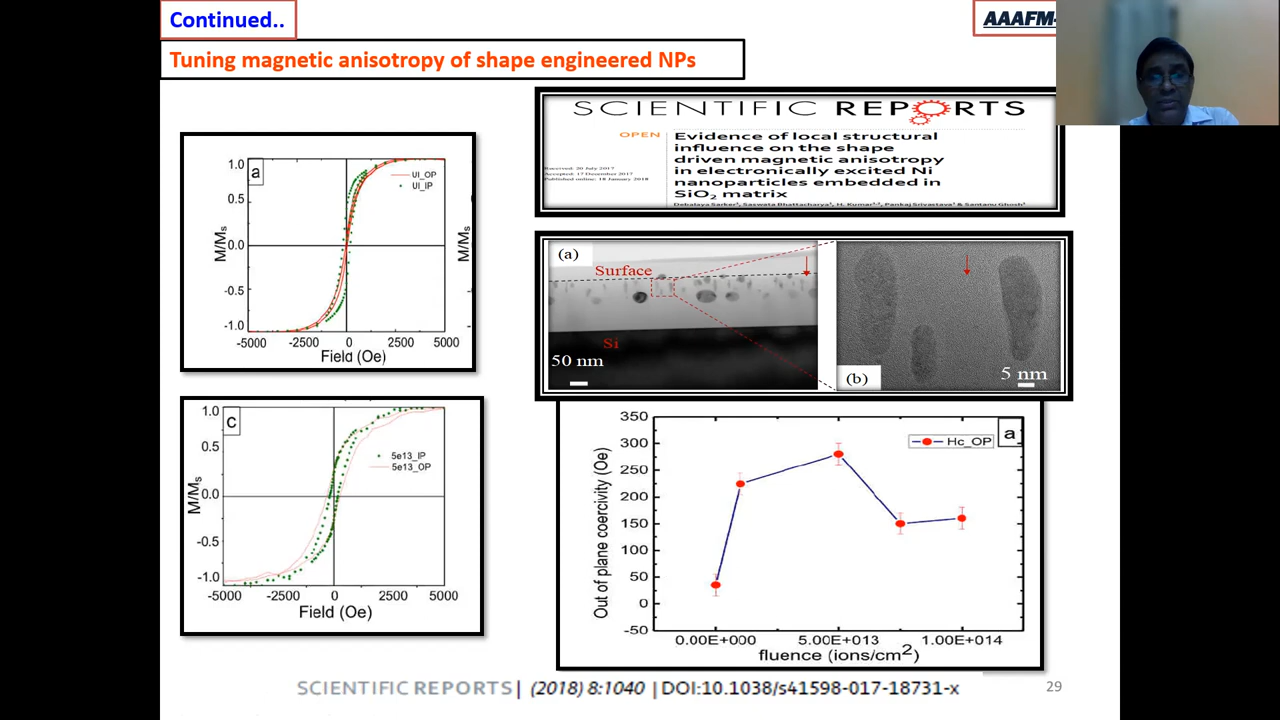 Continued..
AAAFM-
Tuning magnetic anisotropy of shape engineered NPs
SCIENTIFIC REPORTS
OPEN
Evidence of local structural
influence on the shape
driven magnetic anisotropy
in electronically excited Ni
nanoparticles embedded in
SiO2 matrix
Received: 20 July 2017
Accepted: 17 December 2017
Published online: 18 January 2018
Debalaya Sarker1, Saswata Bhattacharya1, H. Kumar1,2, Pankaj Srivastava1 & Santanu Ghosh1
a
UI_OP
UI_IP
1.0
0.5
0.0
-0.5
-1.0
M/Ms
M/Ms
-5000 -2500 0 2500 5000
Field (Oe)
(a)
Surface
Si
50 nm
(b)
5 nm
c
5e13_IP
5e13_OP
1.0
0.5
0.0
-0.5
-1.0
M/Ms
-5000 -2500 0 2500 5000
Field (Oe)
a
Hc_OP
350
300
250
200
150
100
50
0
-50
Out of plane coercivity (Oe)
0.00E+000 5.00E+013 1.00E+014
fluence (ions/cm2)
SCIENTIFIC REPORTS| (2018) 8:1040 |DOI:10.1038/s41598-017-18731-x
29